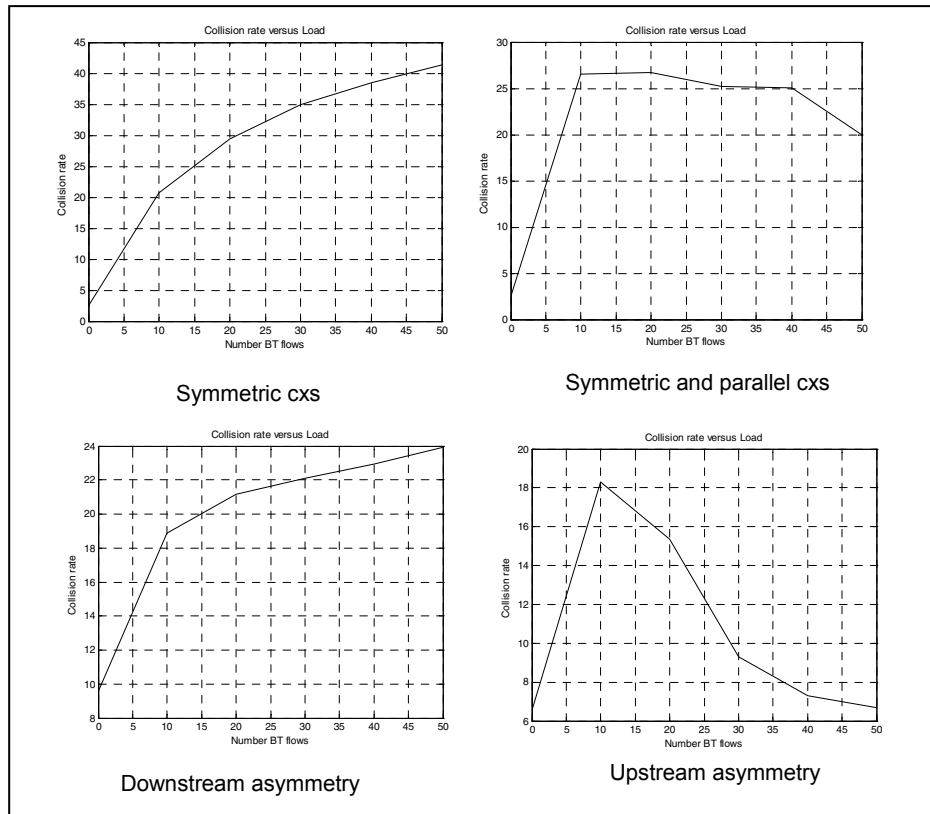 Collision rate versus Load
45
40
35
30
25
20
15
10
5
0
Collision rate
0 5 10 15 20 25 30 35 40 45 50
Number BT flows
Symmetric cxs
Collision rate versus Load
30
25
20
15
10
5
0
Collision rate
0 5 10 15 20 25 30 35 40 45 50
Number BT flows
Symmetric and parallel cxs
Collision rate versus Load
24
22
20
18
16
14
12
10
8
Collision rate
0 5 10 15 20 25 30 35 40 45 50
Number BT flows
Downstream asymmetry
Collision rate versus Load
20
18
16
14
12
10
8
6
Collision rate
0 5 10 15 20 25 30 35 40 45 50
Number BT flows
Upstream asymmetry